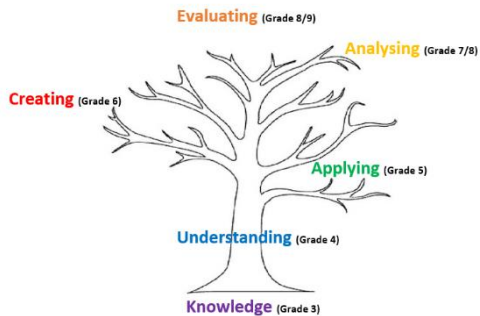 Evaluating (Grade 8/9)
Analysing (Grade 7/8)
Creating (Grade 6)
Applying (Grade 5)
Understanding (Grade 4)
Knowledge (Grade 3)